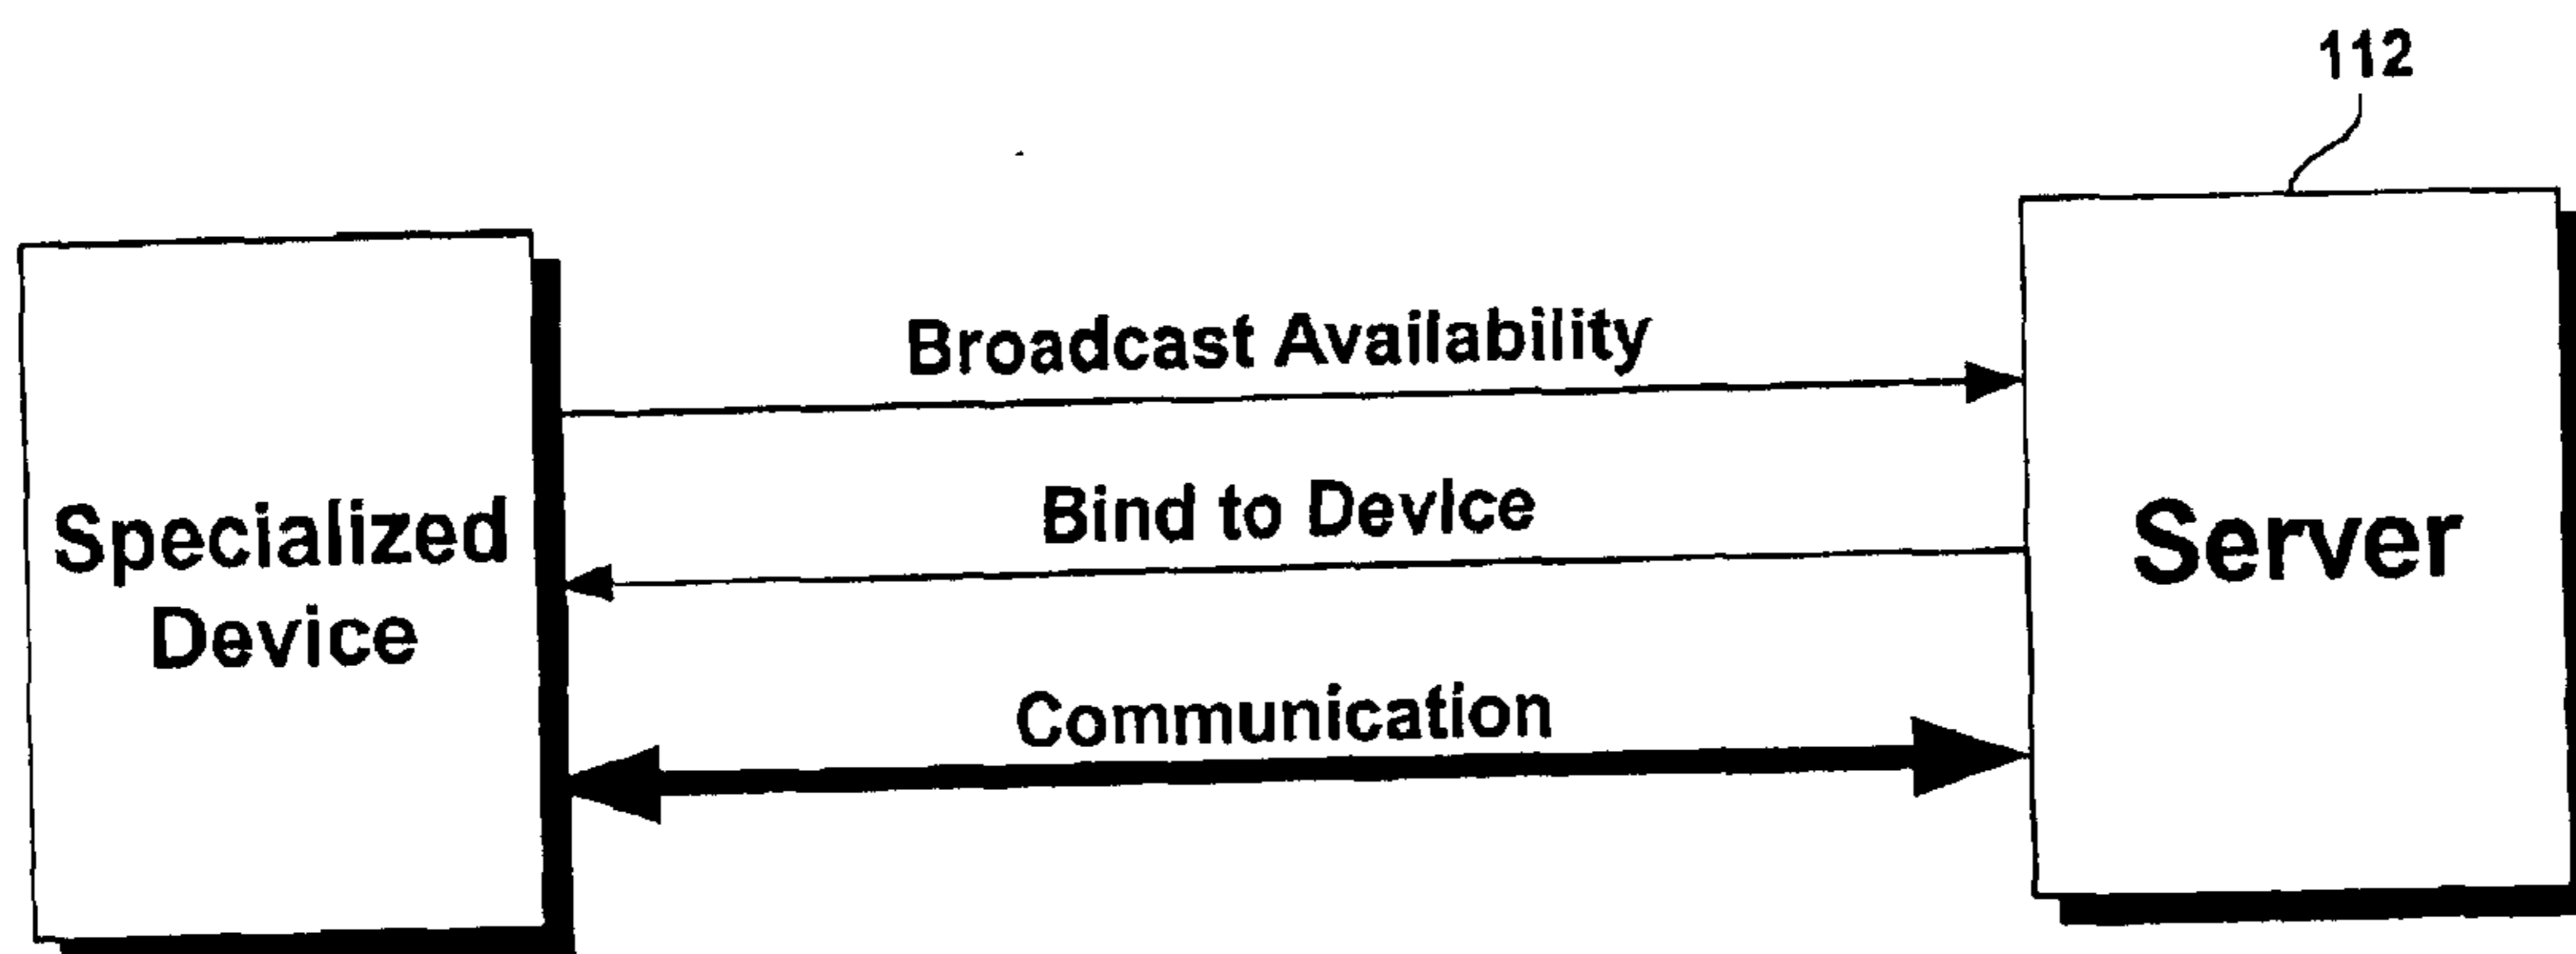 112
Broadcast Availability
Bind to Device
Specialized
Device
Server
Communication